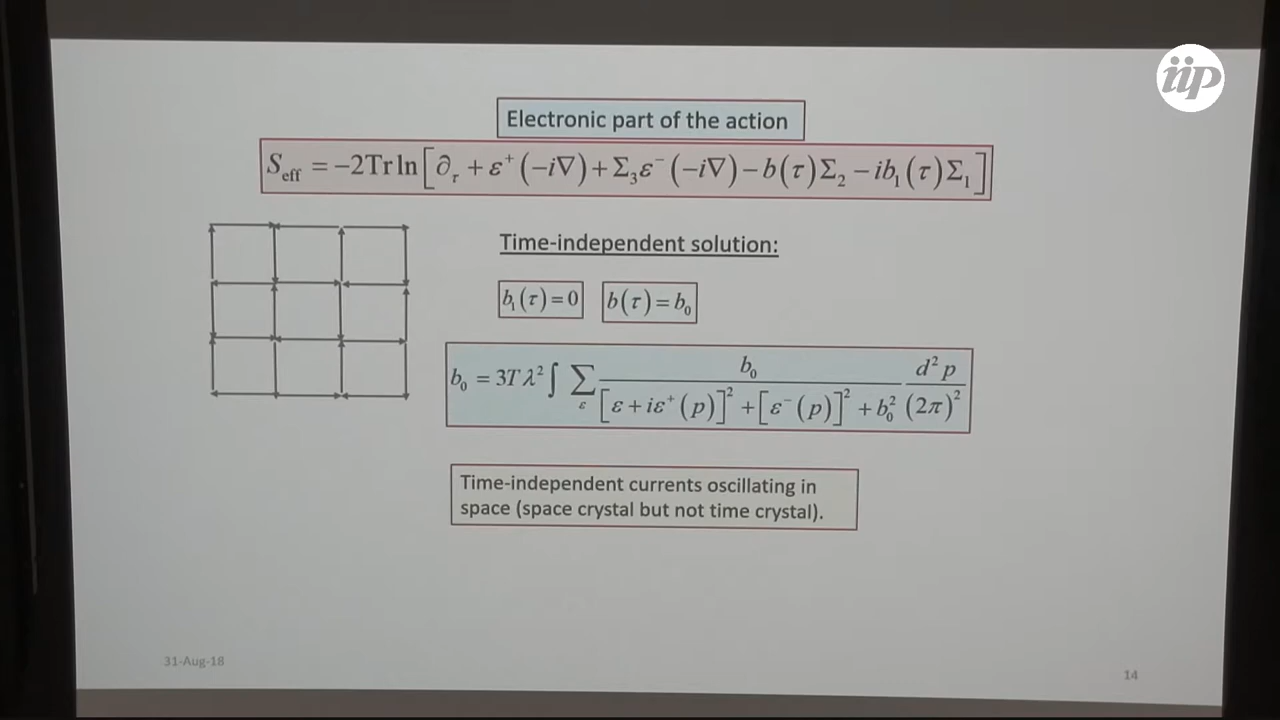 iip
Electronic part of the action
S_eff = −2Tr ln[∂_τ + ε⁺(−i∇) + Σ₃ε⁻(−i∇) − b(τ)Σ₂ − ib₁(τ)Σ₁]
Time-independent solution:
b₁(τ) = 0 b(τ) = b₀
b₀ = 3Tλ² ∫ Σ_ε b₀ / ([ε + iε⁺(p)]² + [ε⁻(p)]² + b₀²) d²p / (2π)²
Time-independent currents oscillating in
space (space crystal but not time crystal).
31-Aug-18
14